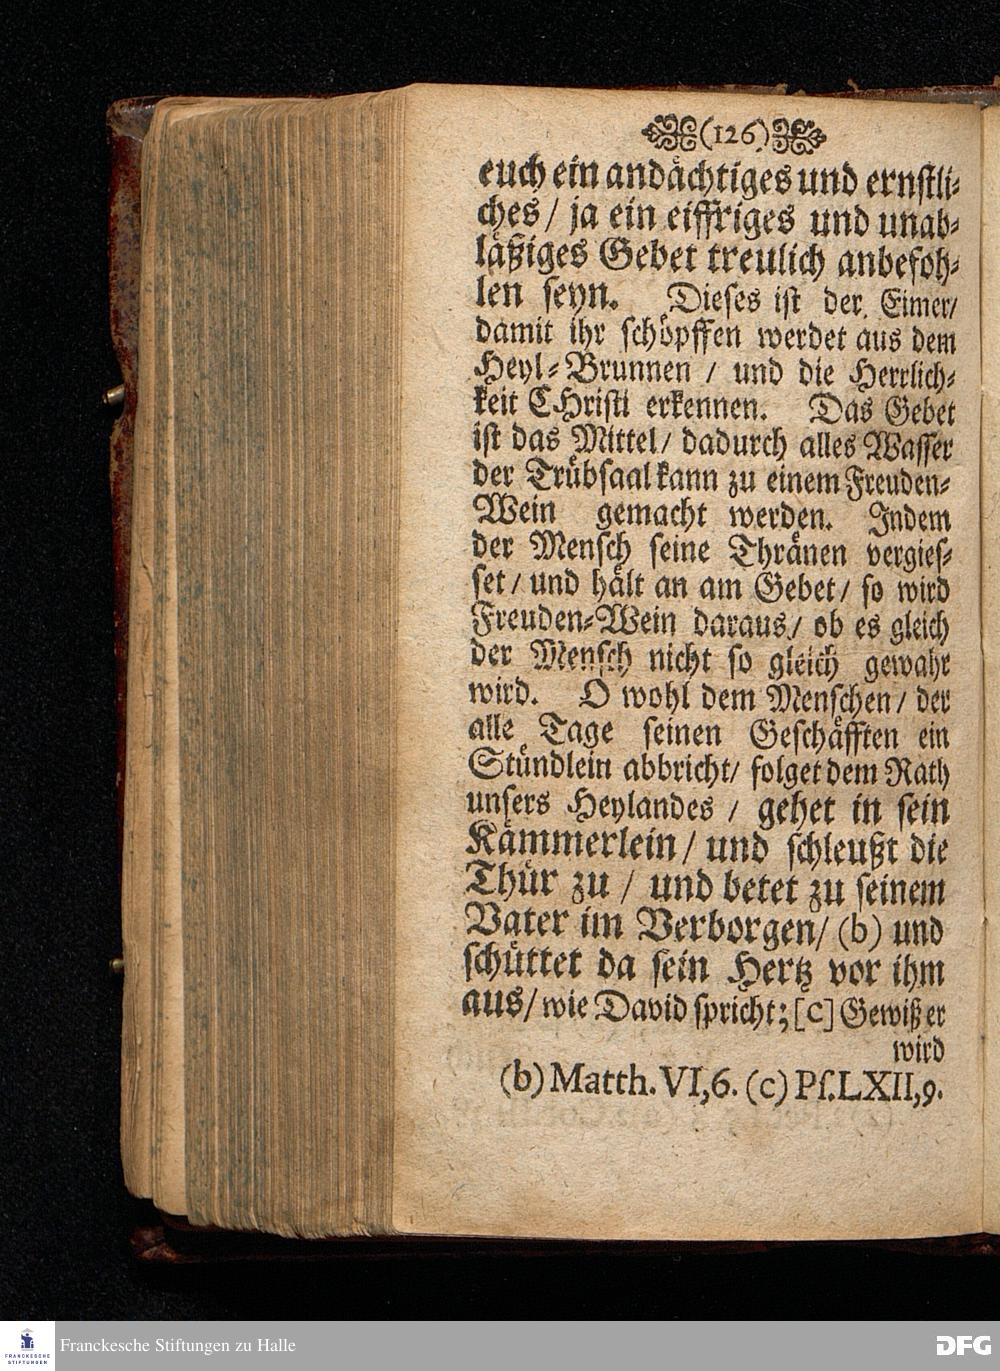 (126)
euch ein andächtiges und ernstli⸗
ches / ja ein eiffriges und unab⸗
läßiges Gebet treulich anbefoh⸗
len seyn. Dieses ist der Eimer/
damit ihr schöpffen werdet aus dem
Heyl⸗Brunnen / und die Herrlich⸗
keit CHristi erkennen. Das Gebet
ist das Mittel/ dadurch alles Wasser
der Trübsaal kann zu einem Freuden⸗
Wein gemacht werden. Indem
der Mensch seine Thränen vergies⸗
set / und hält an am Gebet / so wird
Freuden⸗Wein daraus / ob es gleich
der Mensch nicht so gleich gewahr
wird. O wohl dem Menschen / der
alle Tage seinen Geschäfften ein
Stündlein abbricht/ folget dem Rath
unsers Heylandes / gehet in sein
Kämmerlein / und schleußt die
Thür zu / und betet zu seinem
Vater im Verborgen/ (b) und
schüttet da sein Hertz vor ihm
aus/ wie David spricht; [c] Gewiß er
wird
(b) Matth. VI, 6. (c) Pſ. LXII, 9.
FRANCKESCHE
STIFTUNGEN
Franckesche Stiftungen zu Halle
DFG